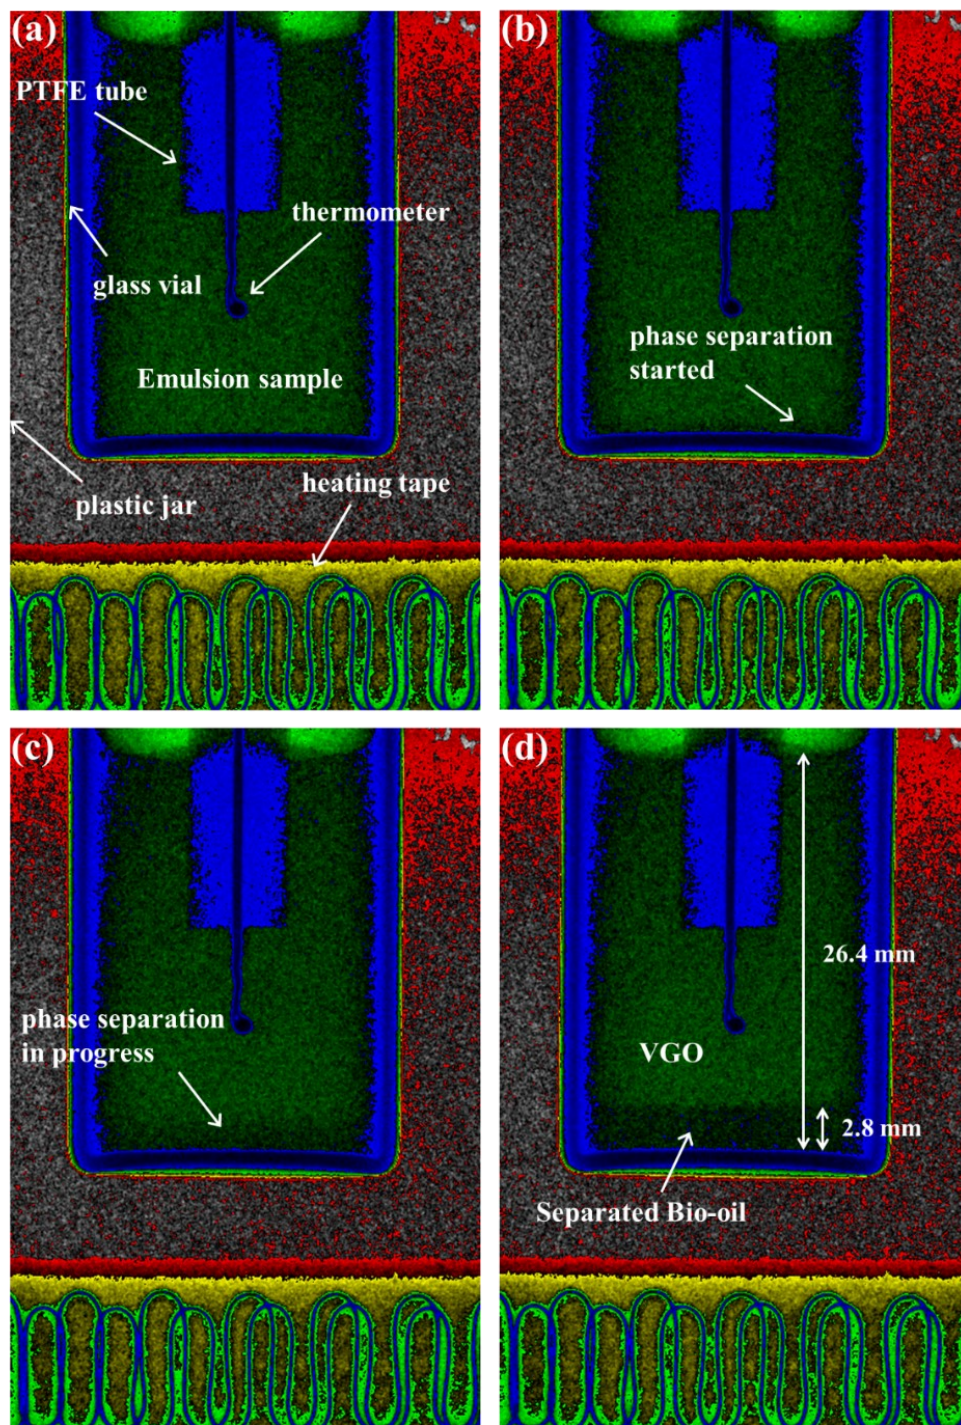 (a)
PTFE tube
thermometer
glass vial
Emulsion sample
plastic jar
heating tape
(b)
phase separation
started
(c)
phase separation
in progress
(d)
26.4 mm
VGO
2.8 mm
Separated Bio-oil